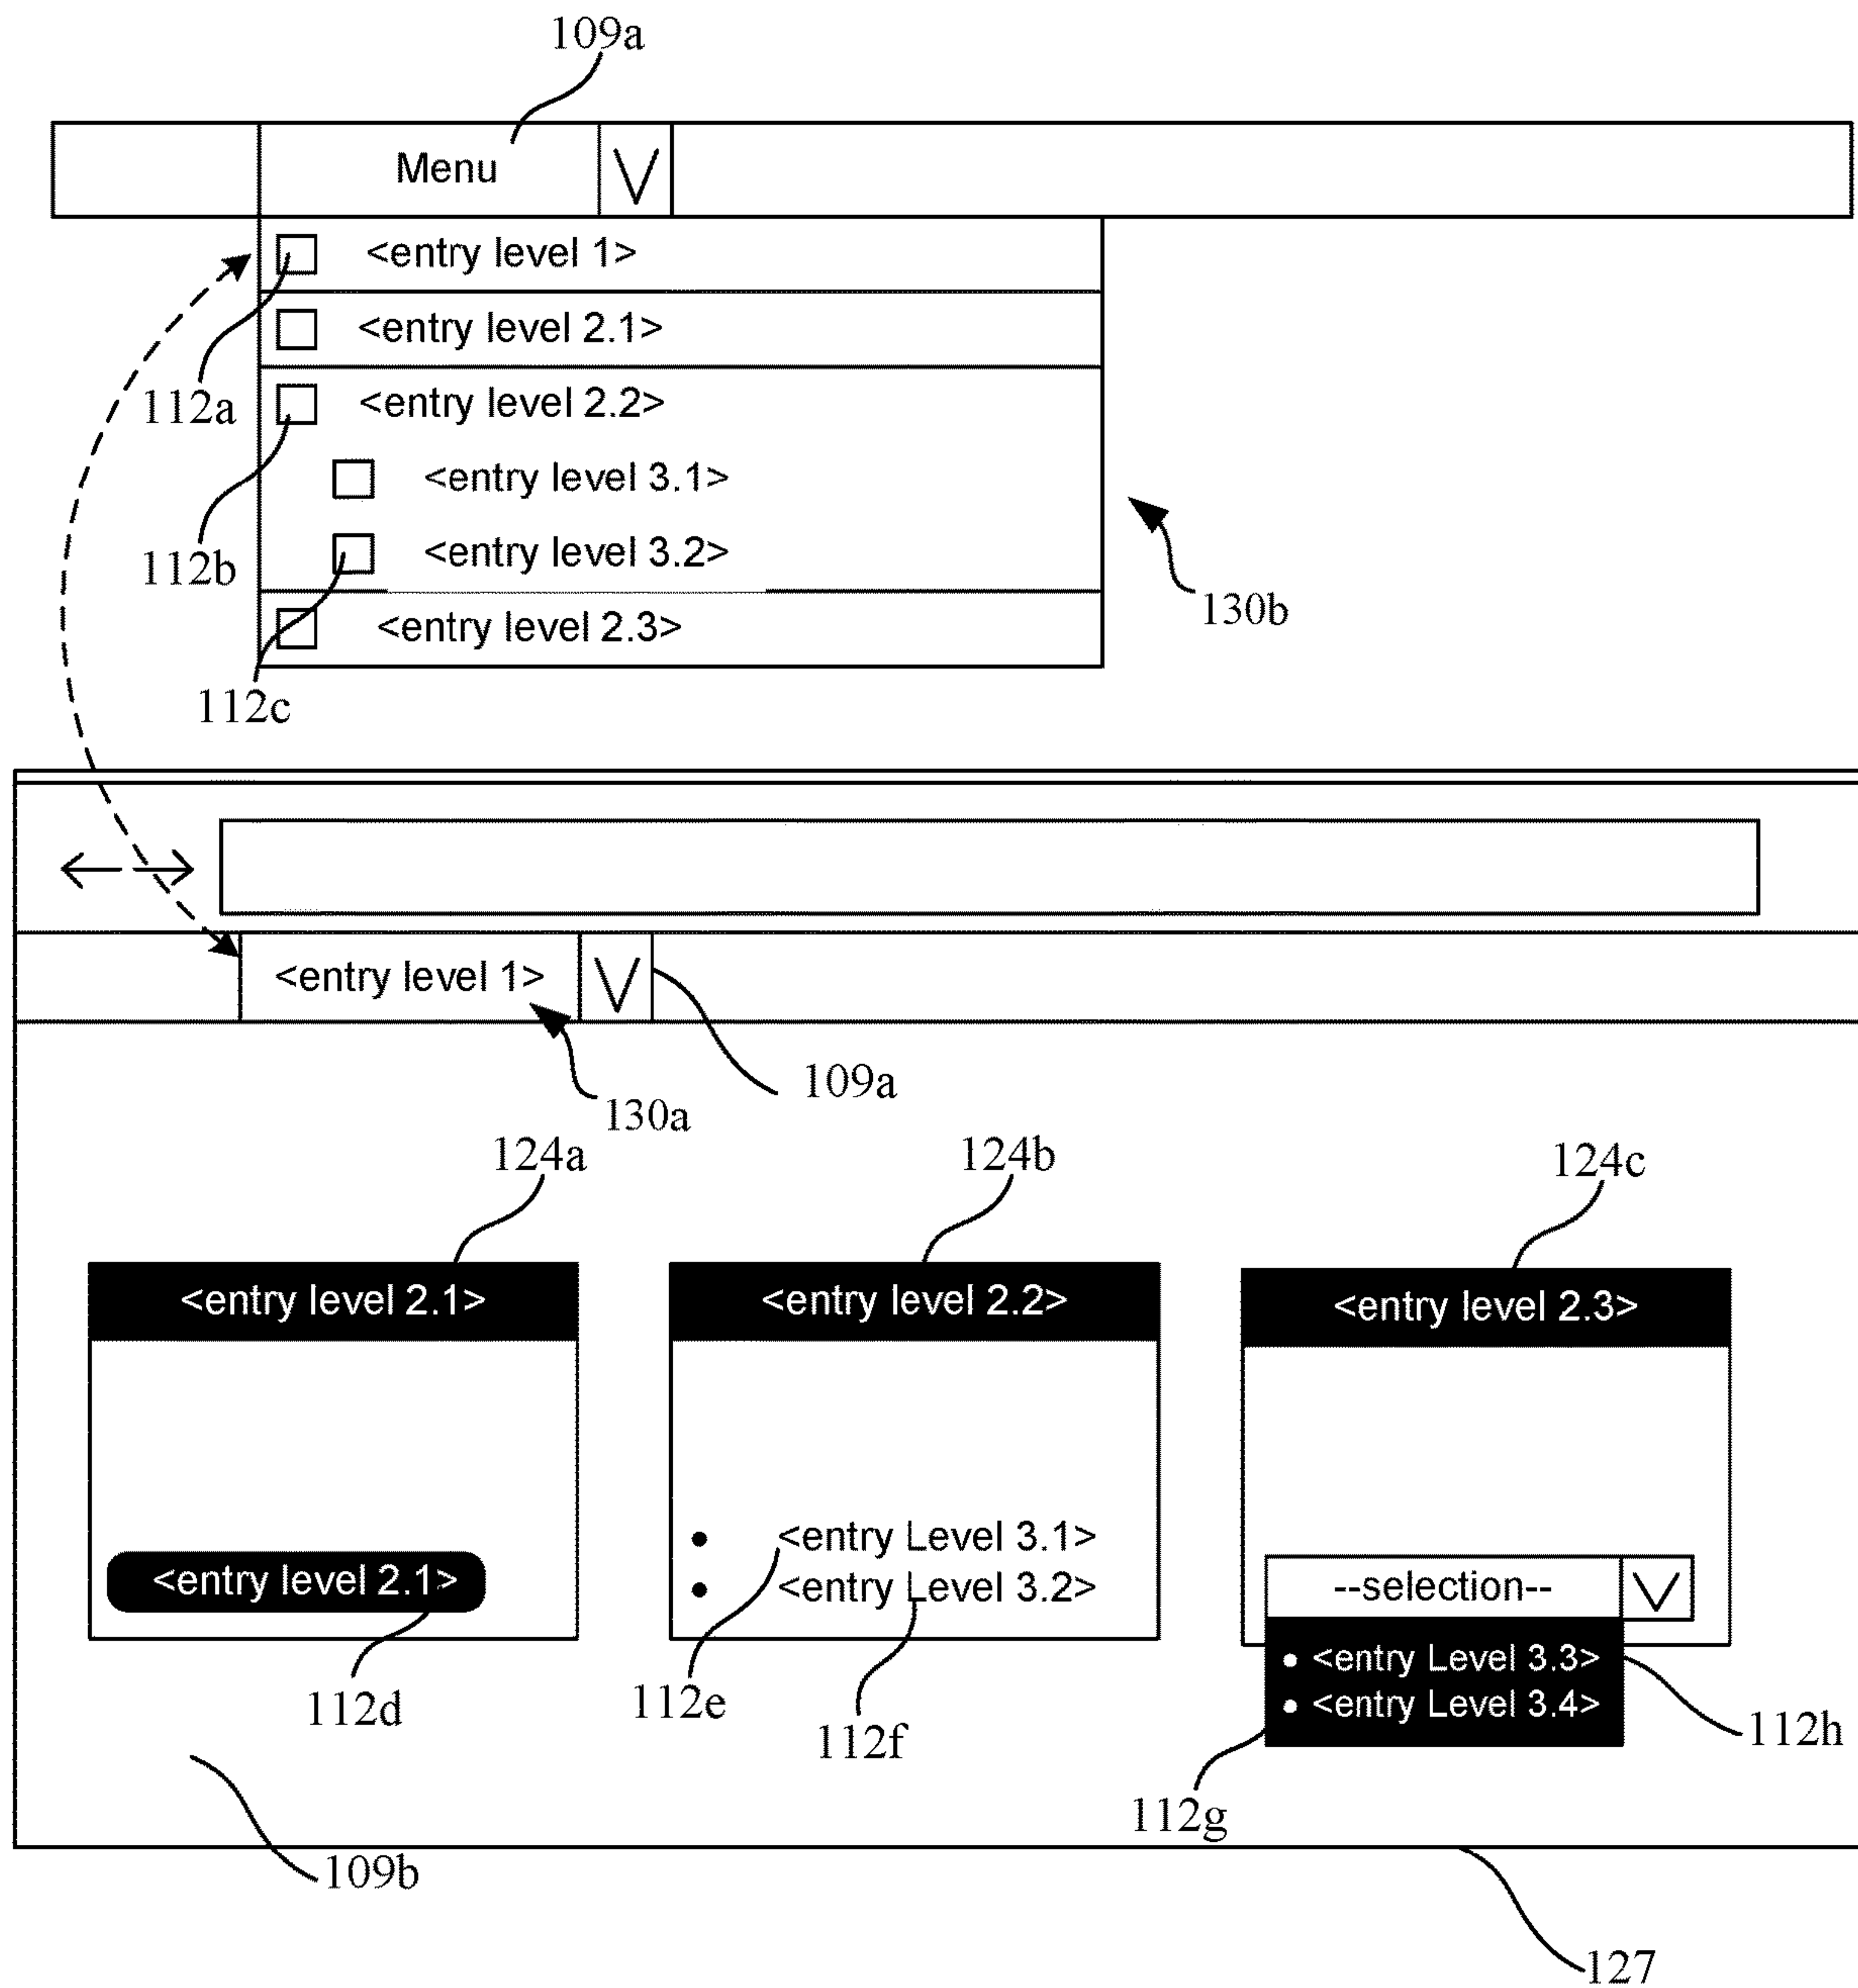 109a
Menu
<entry level 1>
<entry level 2.1>
112a
<entry level 2.2>
<entry level 3.1>
112b
<entry level 3.2>
130b
<entry level 2.3>
112c
<entry level 1>
109a
130a
124a
124b
124c
<entry level 2.1>
<entry level 2.2>
<entry level 2.3>
<entry Level 3.1>
<entry level 2.1>
<entry Level 3.2>
--selection--
<entry Level 3.3>
<entry Level 3.4>
112d
112e
112f
112h
112g
109b
127